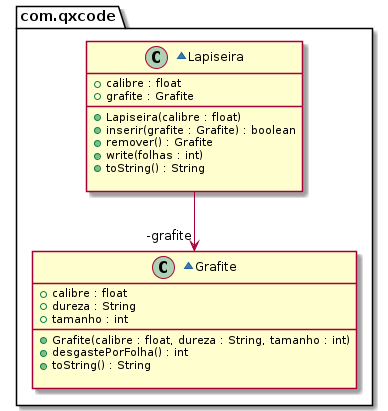 com.qxcode
C Lapiseira
calibre : float
grafite : Grafite
Lapiseira(calibre : float)
inserir(grafite : Grafite) : boolean
remover() : Grafite
write(folhas : int)
toString() : String
-grafite
C Grafite
calibre : float
dureza : String
tamanho : int
Grafite(calibre : float, dureza : String, tamanho : int)
desgastePorFolha() : int
toString() : String